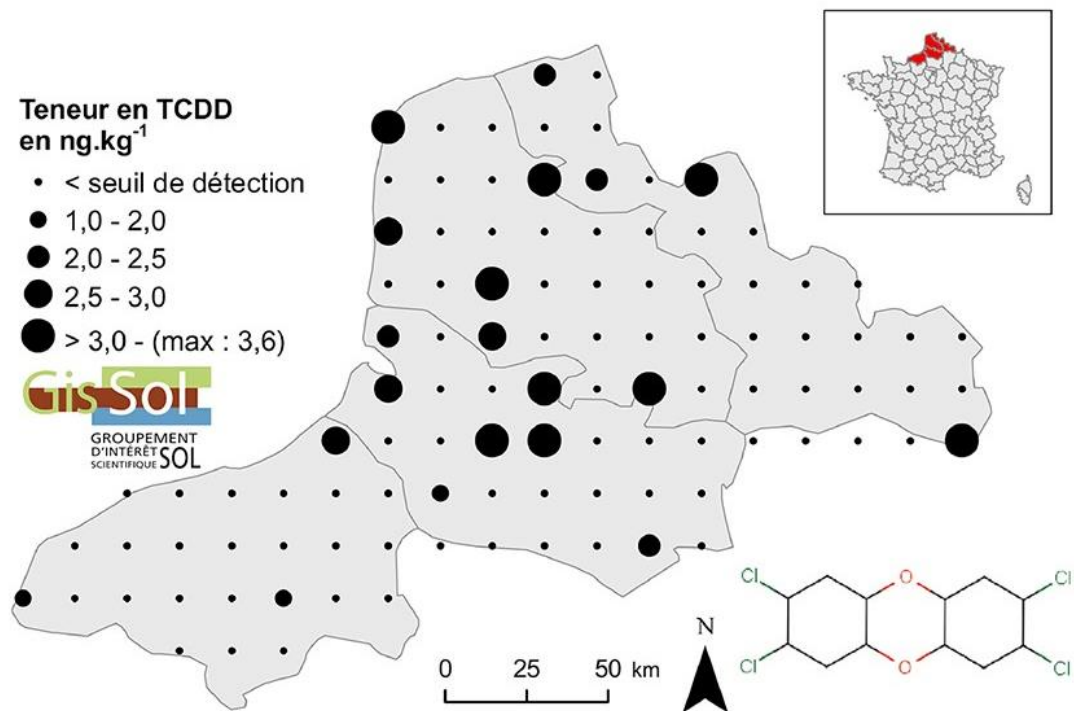 Teneur en TCDD
en ng.kg⁻¹
< seuil de détection
1,0 - 2,0
2,0 - 2,5
2,5 - 3,0
> 3,0 - (max : 3,6)
GisSol
GROUPEMENT
D'INTÉRÊT
SCIENTIFIQUE SOL
0 25 50 km
N
Cl O Cl
Cl O Cl